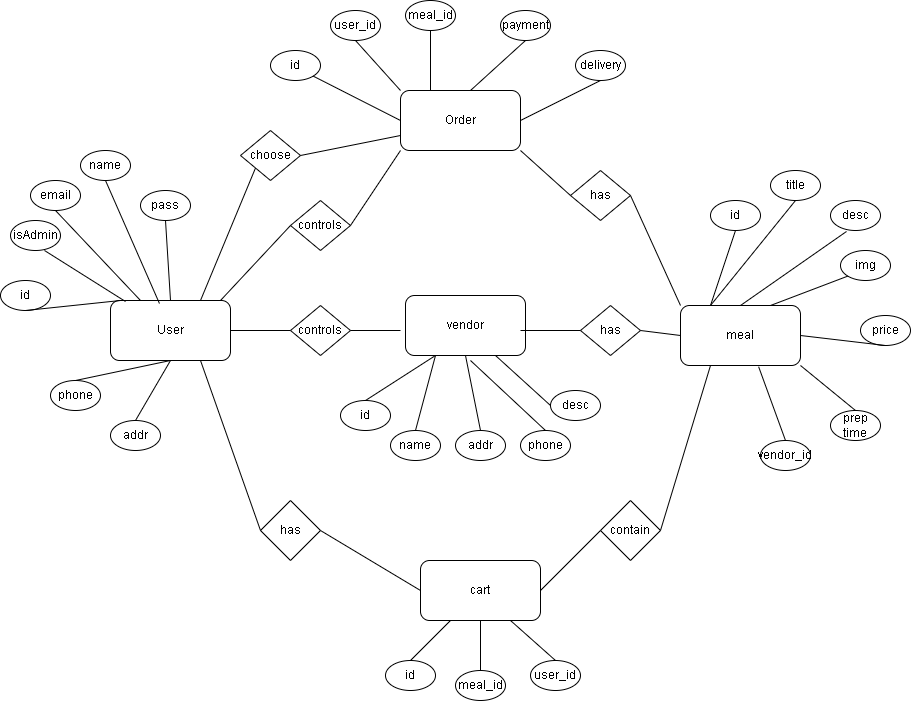 meal_id
user_id
payment
id
delivery
Order
choose
name
email
pass
isAdmin
controls
has
title
id
desc
img
id
User
controls
vendor
has
meal
price
phone
addr
id
name
addr
phone
desc
prep
time
vendor_id
has
contain
cart
id
meal_id
user_id